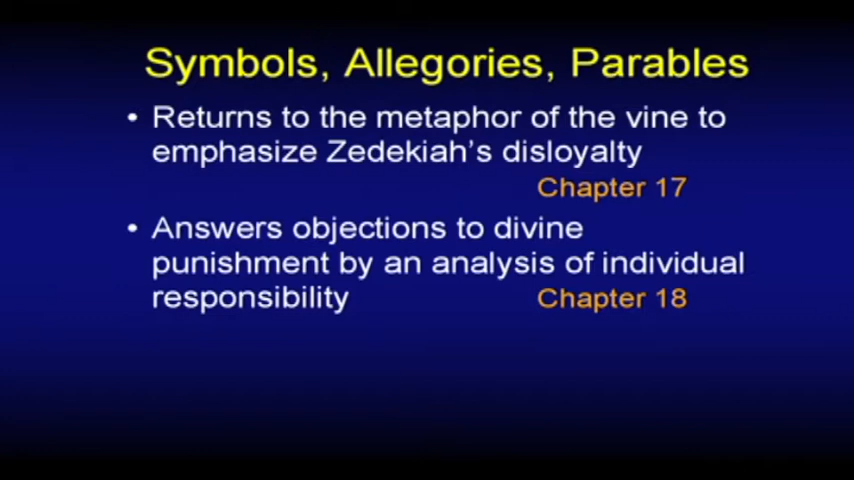 Symbols, Allegories, Parables
• Returns to the metaphor of the vine to
emphasize Zedekiah's disloyalty
Chapter 17
• Answers objections to divine
punishment by an analysis of individual
responsibility Chapter 18